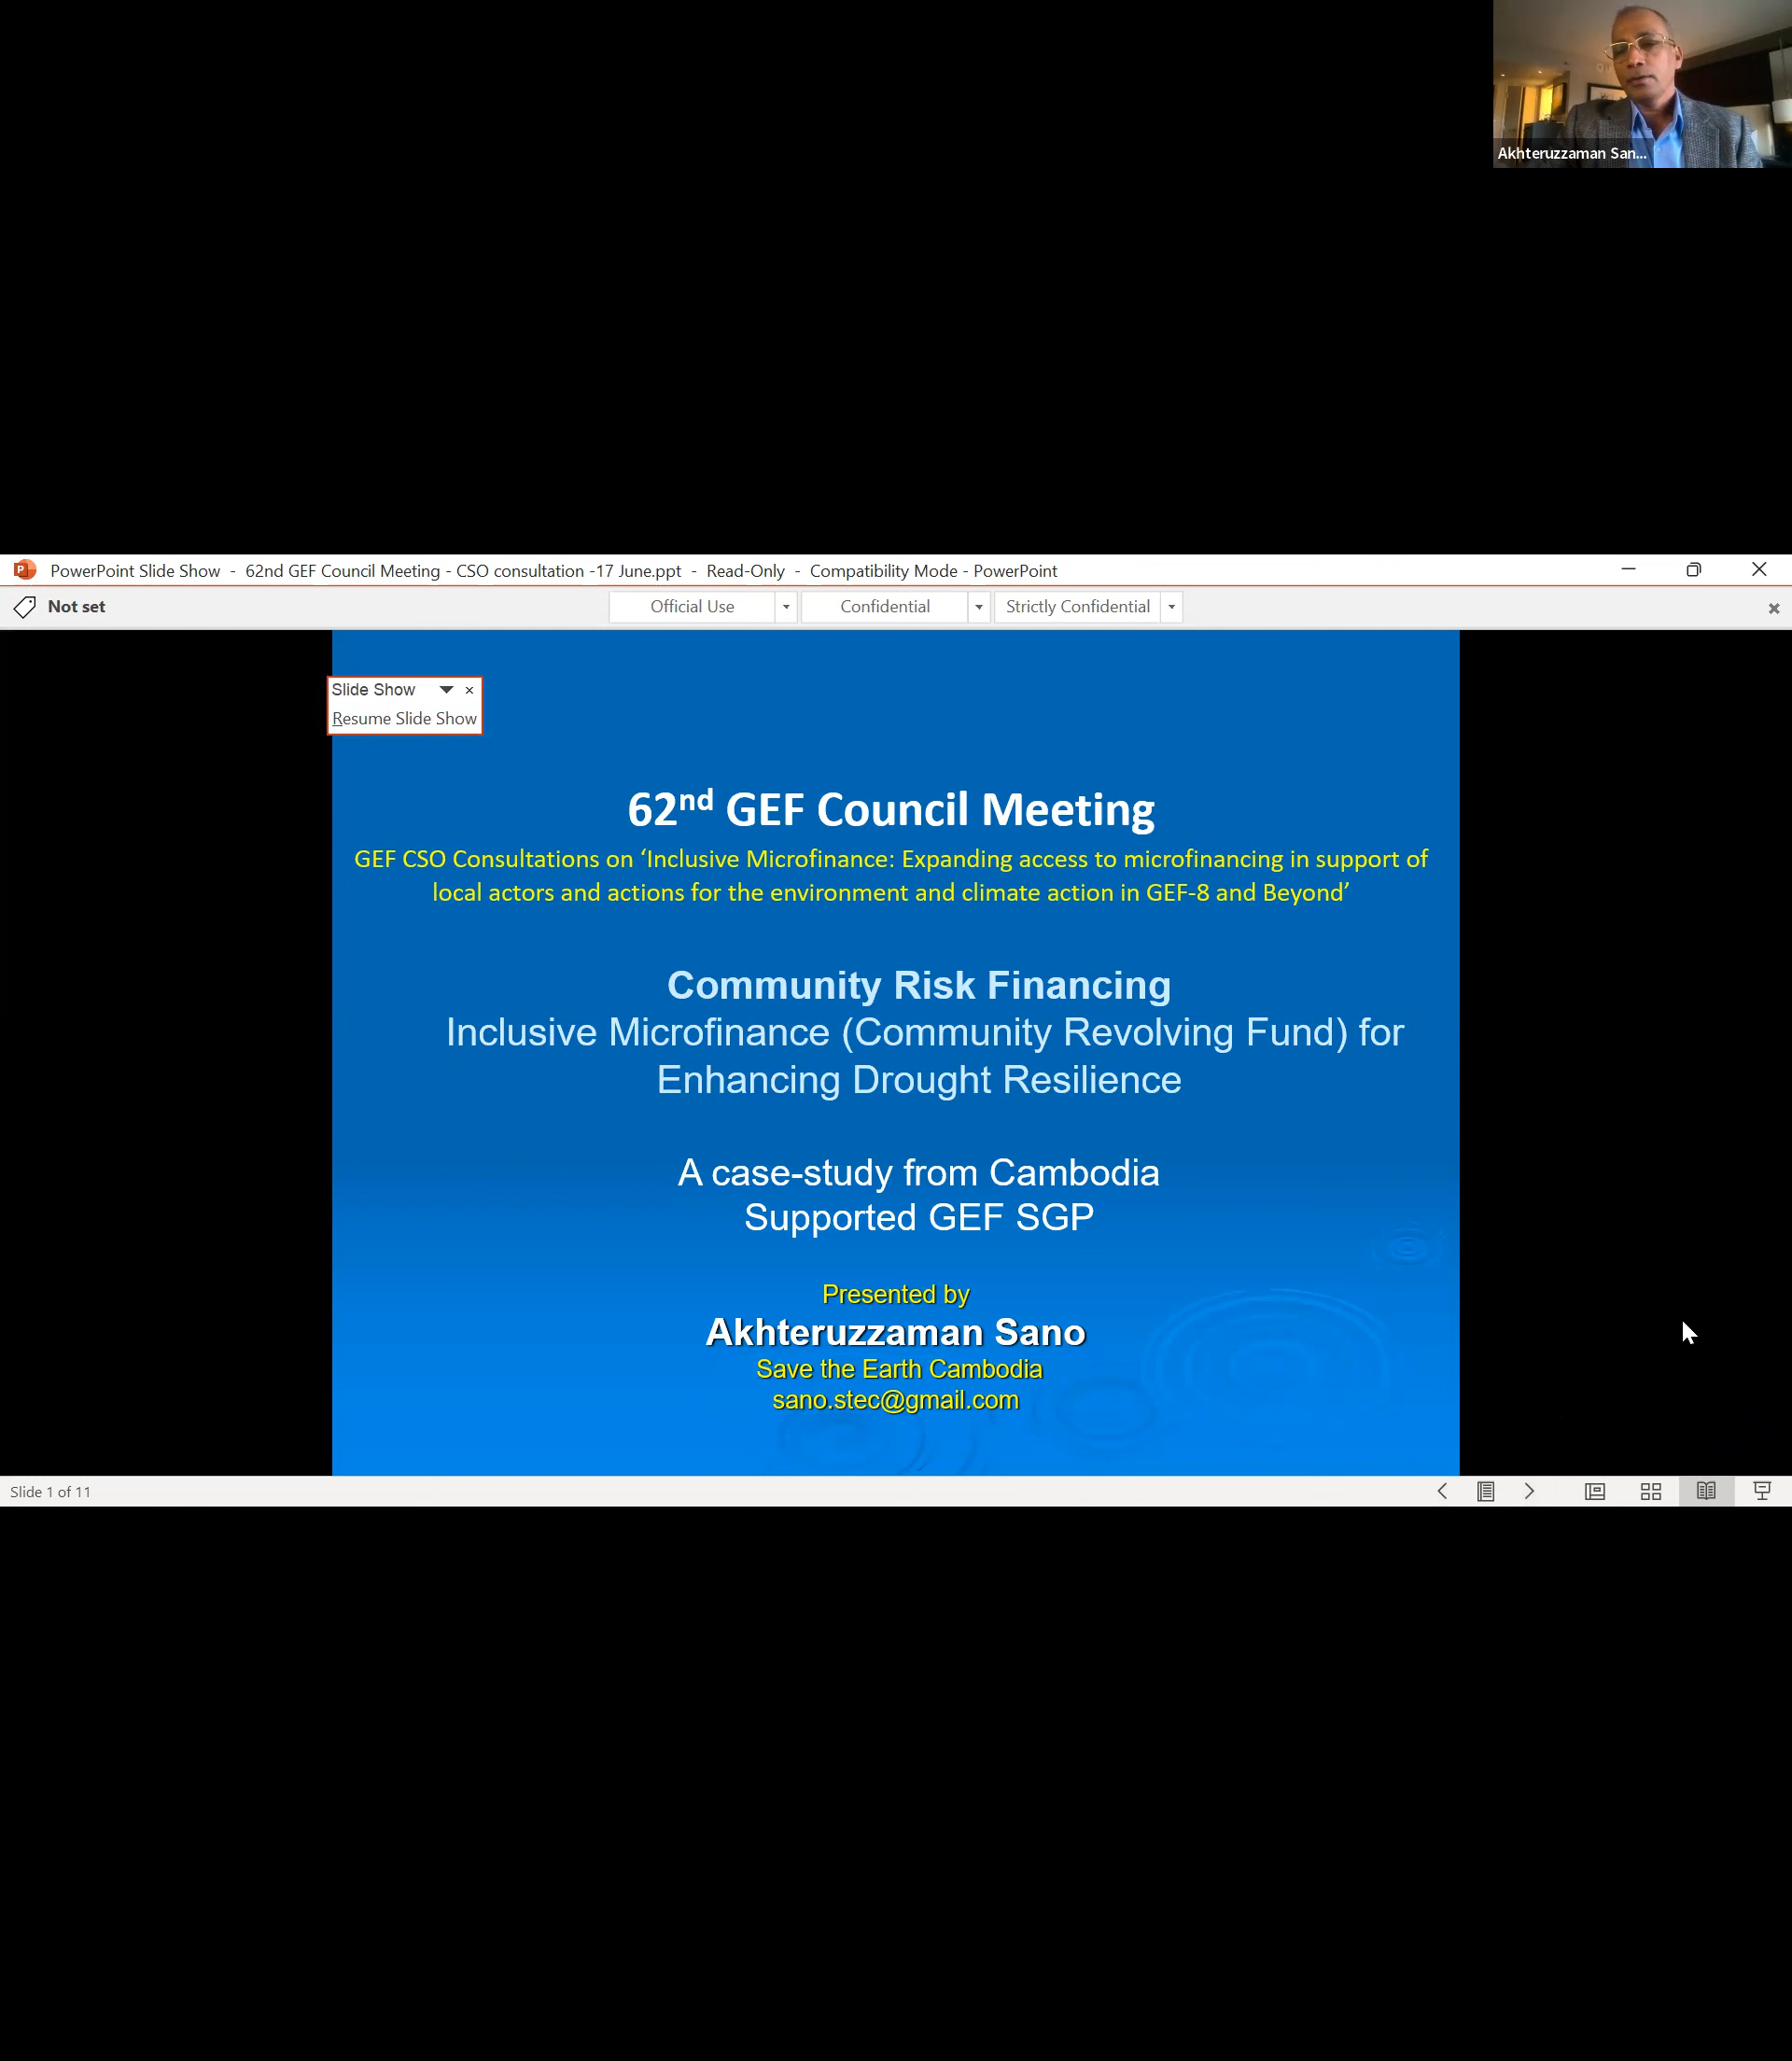 Akhteruzzaman San...
PowerPoint Slide Show - 62nd GEF Council Meeting - CSO consultation -17 June.ppt - Read-Only - Compatibility Mode - PowerPoint
Not set
Official Use
Confidential
Strictly Confidential
Slide Show
Resume Slide Show
62nd GEF Council Meeting
GEF CSO Consultations on ‘Inclusive Microfinance: Expanding access to microfinancing in support of
local actors and actions for the environment and climate action in GEF-8 and Beyond’
Community Risk Financing
Inclusive Microfinance (Community Revolving Fund) for
Enhancing Drought Resilience
A case-study from Cambodia
Supported GEF SGP
Presented by
Akhteruzzaman Sano
Save the Earth Cambodia
sano.stec@gmail.com
Slide 1 of 11